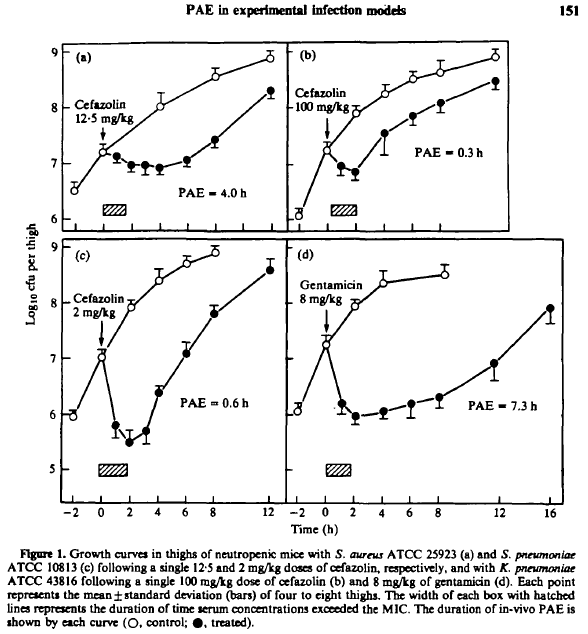 PAE in experimental infection models 151
9
(a)
(b)
8
Cefazolin
12·5 mg/kg
Cefazolin
100 mg/kg
7
PAE = 4.0 h
PAE = 0.3 h
6
Log10 cfu per thigh
9
(c)
(d)
8
Cefazolin
2 mg/kg
Gentamicin
8 mg/kg
7
6
PAE = 0.6 h
PAE = 7.3 h
5
−2 0 2 4 6 8 12 −2 0 2 4 6 8 12 16
Time (h)
Figure 1. Growth curves in thighs of neutropenic mice with S. aureus ATCC 25923 (a) and S. pneumoniae
ATCC 10813 (c) following a single 12·5 and 2 mg/kg doses of cefazolin, respectively, and with K. pneumoniae
ATCC 43816 following a single 100 mg/kg dose of cefazolin (b) and 8 mg/kg of gentamicin (d). Each point
represents the mean ± standard deviation (bars) of four to eight thighs. The width of each box with hatched
lines represents the duration of time serum concentrations exceeded the MIC. The duration of in-vivo PAE is
shown by each curve (○, control; ●, treated).